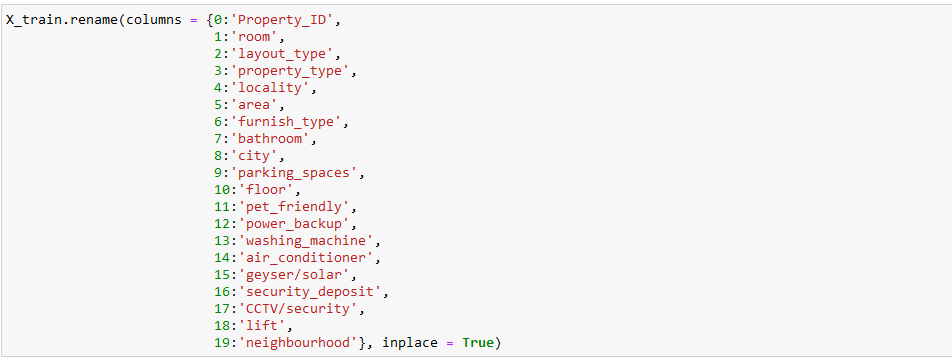 X_train.rename(columns = {0:'Property_ID',
1:'room',
2:'layout_type',
3:'property_type',
4:'locality',
5:'area',
6:'furnish_type',
7:'bathroom',
8:'city',
9:'parking_spaces',
10:'floor',
11:'pet_friendly',
12:'power_backup',
13:'washing_machine',
14:'air_conditioner',
15:'geyser/solar',
16:'security_deposit',
17:'CCTV/security',
18:'lift',
19:'neighbourhood'}, inplace = True)